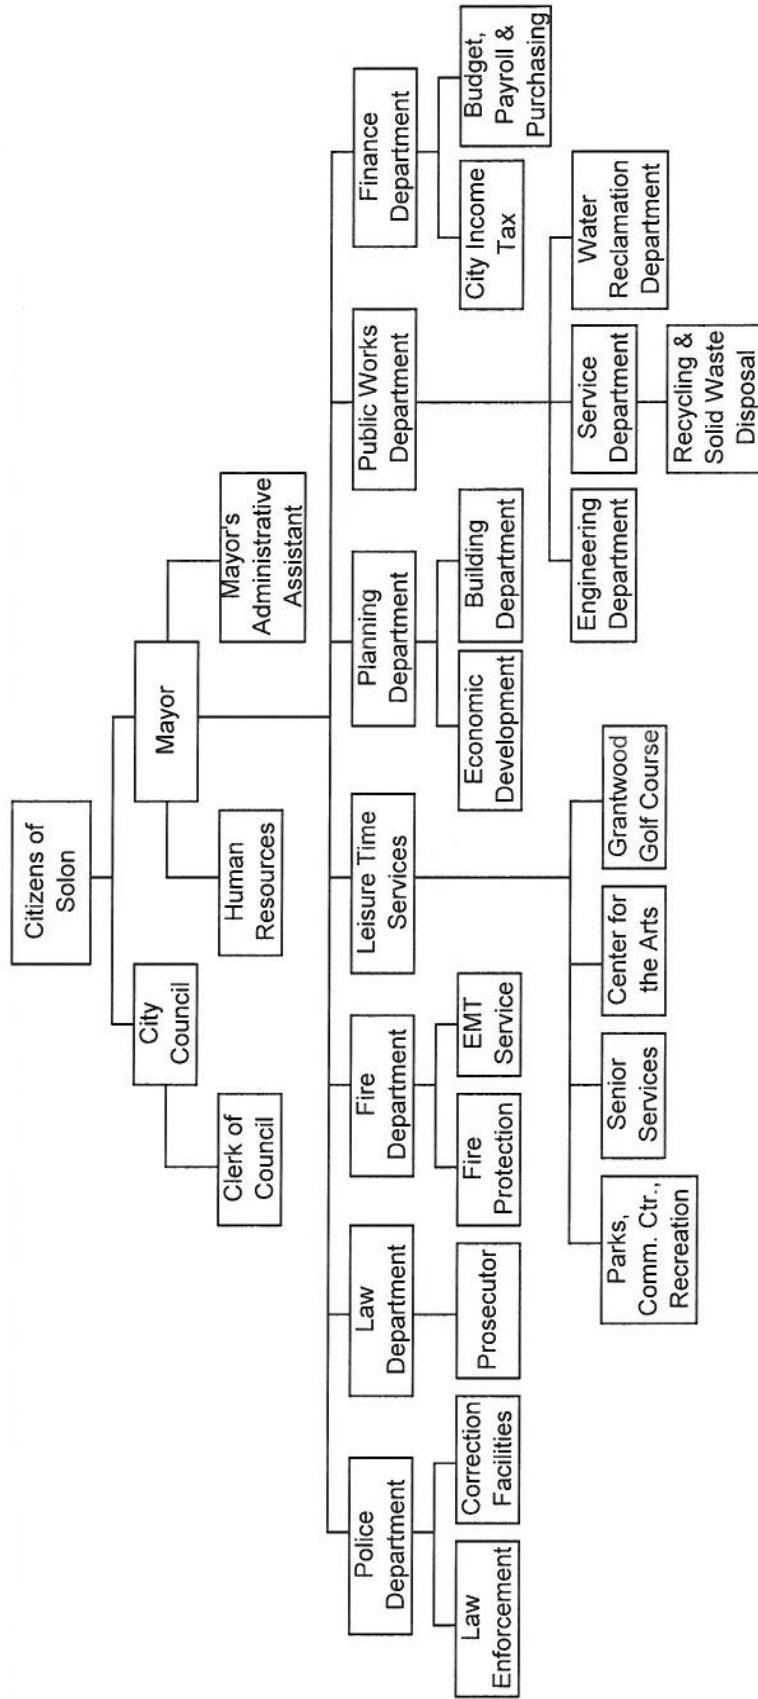 Citizens of
Solon
City
Council
Mayor
Clerk of
Council
Human
Resources
Mayor's
Administrative
Assistant
Police
Department
Law
Department
Fire
Department
Leisure Time
Services
Planning
Department
Public Works
Department
Finance
Department
Law
Enforcement
Correction
Facilities
Prosecutor
Fire
Protection
EMT
Service
Economic
Development
Building
Department
City Income
Tax
Budget,
Payroll &
Purchasing
Parks,
Comm. Ctr.,
Recreation
Senior
Services
Center for
the Arts
Grantwood
Golf Course
Engineering
Department
Service
Department
Water
Reclamation
Department
Recycling &
Solid Waste
Disposal